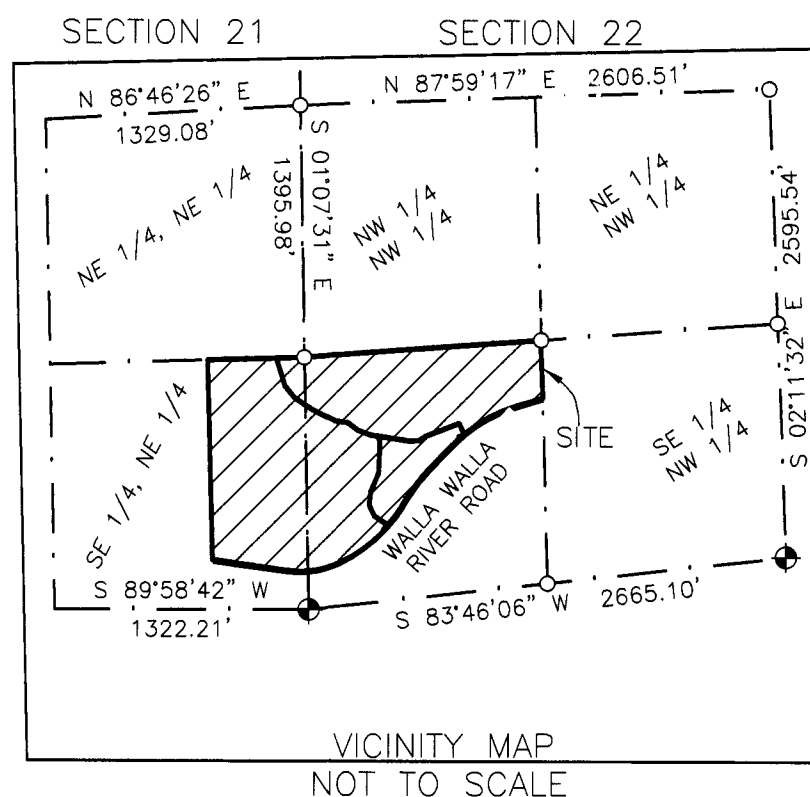 SECTION 21
SECTION 22
N 86°46'26" E
1329.08'
N 87°59'17" E 2606.51'
S 01°07'31" E
1395.98'
NE 1/4, NE 1/4
NW 1/4
NW 1/4
NE 1/4
NW 1/4
S 02°11'32" E 2595.54'
SE 1/4, NE 1/4
SITE
SE 1/4
NW 1/4
WALLA WALLA
RIVER ROAD
S 89°58'42" W
1322.21'
S 83°46'06" W 2665.10'
VICINITY MAP
NOT TO SCALE